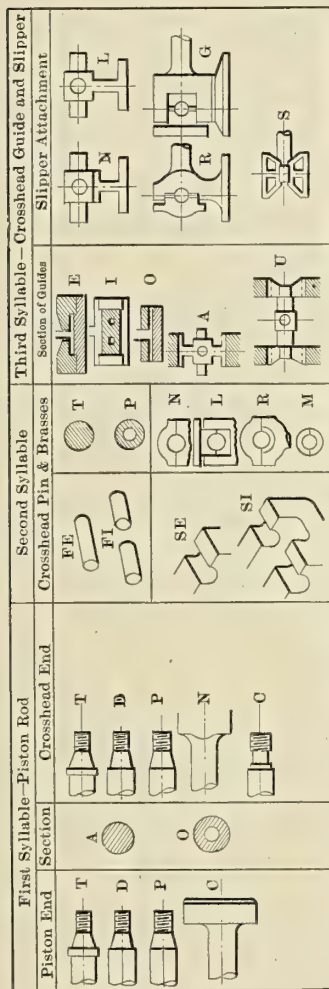 First Syllable—Piston Rod
Second Syllable
Third Syllable—Crosshead Guide and Slipper
Piston End
Section
Crosshead End
Crosshead Pin & Brasses
Section of Guides
Slipper Attachment
T
D
P
C
A
O
T
D
P
N
C
FE
FI
SE
SI
T
P
N
L
R
M
E
I
O
A
U
N
L
R
G
S